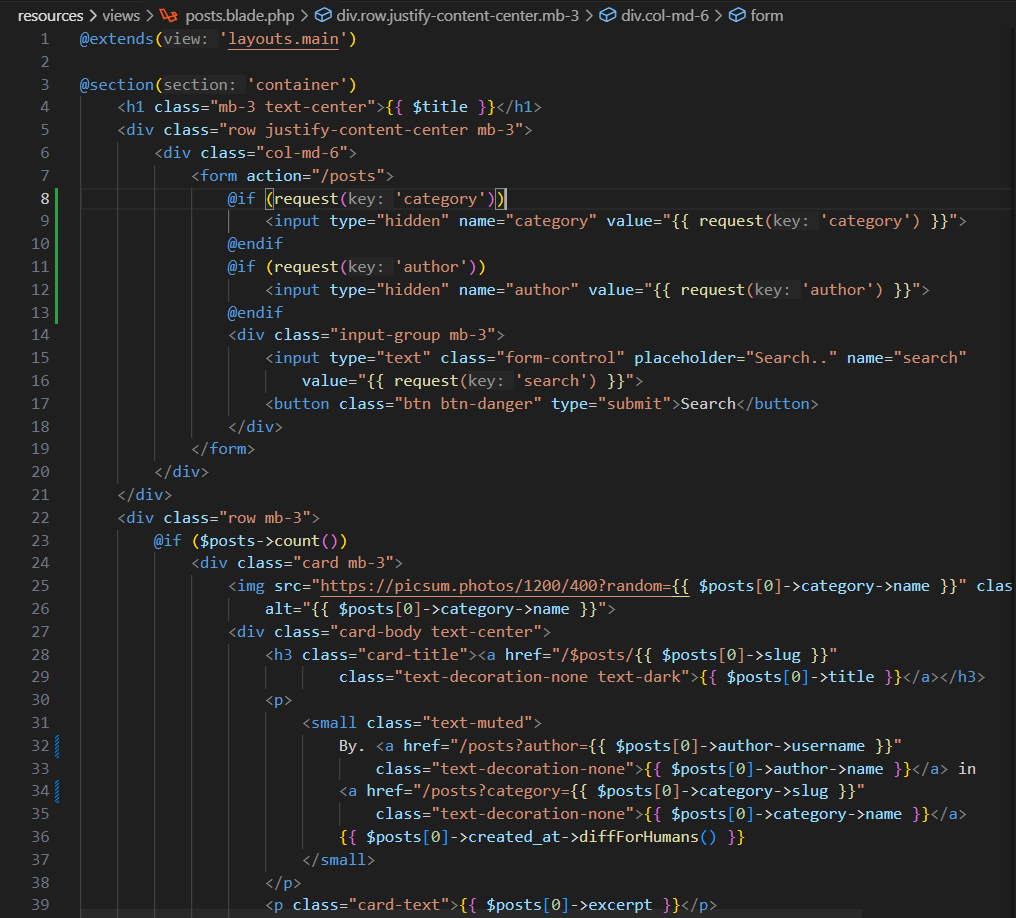 resources > views > posts.blade.php > div.row.justify-content-center.mb-3 > div.col-md-6 > form
1 @extends(view: 'layouts.main')
2
3 @section(section: 'container')
4 <h1 class="mb-3 text-center">{{ $title }}</h1>
5 <div class="row justify-content-center mb-3">
6 <div class="col-md-6">
7 <form action="/posts">
8 @if (request(key: 'category'))
9 <input type="hidden" name="category" value="{{ request(key: 'category') }}">
10 @endif
11 @if (request(key: 'author'))
12 <input type="hidden" name="author" value="{{ request(key: 'author') }}">
13 @endif
14 <div class="input-group mb-3">
15 <input type="text" class="form-control" placeholder="Search.." name="search"
16 value="{{ request(key: 'search') }}">
17 <button class="btn btn-danger" type="submit">Search</button>
18 </div>
19 </form>
20 </div>
21 </div>
22 <div class="row mb-3">
23 @if ($posts->count())
24 <div class="card mb-3">
25 <img src="https://picsum.photos/1200/400?random={{ $posts[0]->category->name }}" clas
26 alt="{{ $posts[0]->category->name }}">
27 <div class="card-body text-center">
28 <h3 class="card-title"><a href="/$posts/{{ $posts[0]->slug }}"
29 class="text-decoration-none text-dark">{{ $posts[0]->title }}</a></h3>
30 <p>
31 <small class="text-muted">
32 By. <a href="/posts?author={{ $posts[0]->author->username }}"
33 class="text-decoration-none">{{ $posts[0]->author->name }}</a> in
34 <a href="/posts?category={{ $posts[0]->category->slug }}"
35 class="text-decoration-none">{{ $posts[0]->category->name }}</a>
36 {{ $posts[0]->created_at->diffForHumans() }}
37 </small>
38 </p>
39 <p class="card-text">{{ $posts[0]->excerpt }}</p>